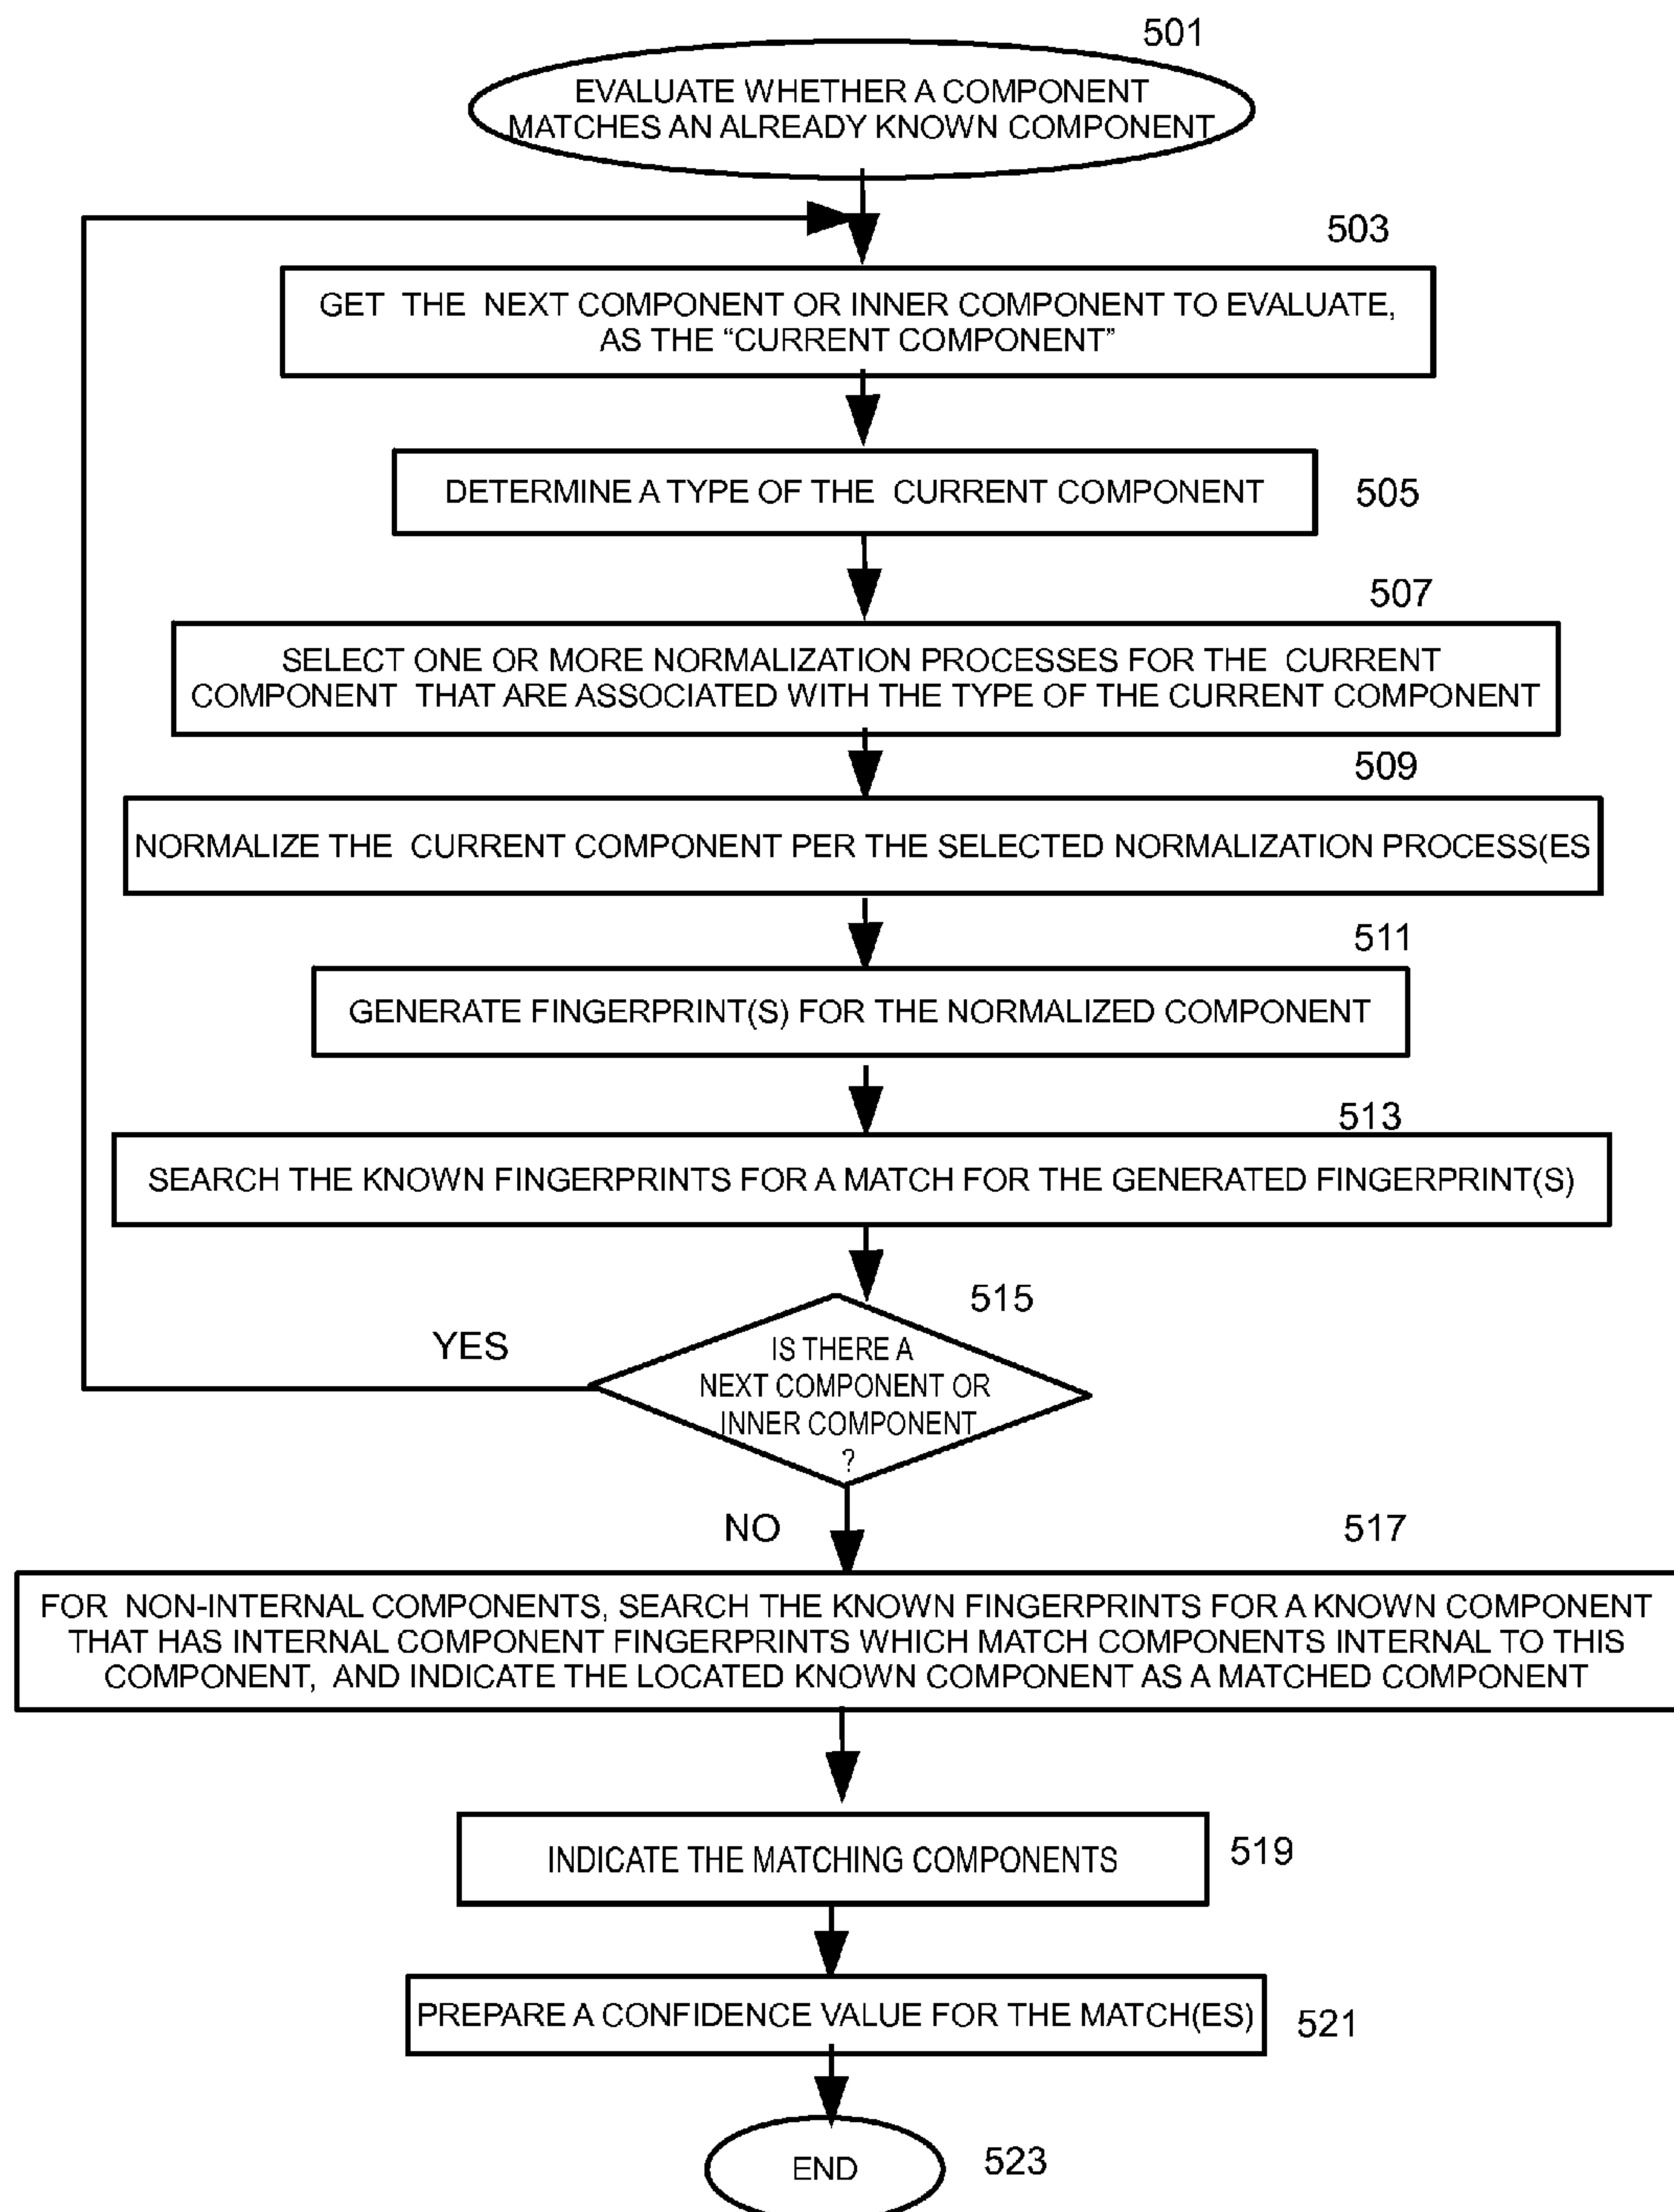 501
EVALUATE WHETHER A COMPONENT
MATCHES AN ALREADY KNOWN COMPONENT
503
GET THE NEXT COMPONENT OR INNER COMPONENT TO EVALUATE,
AS THE “CURRENT COMPONENT”
DETERMINE A TYPE OF THE CURRENT COMPONENT
505
507
SELECT ONE OR MORE NORMALIZATION PROCESSES FOR THE CURRENT
COMPONENT THAT ARE ASSOCIATED WITH THE TYPE OF THE CURRENT COMPONENT
509
NORMALIZE THE CURRENT COMPONENT PER THE SELECTED NORMALIZATION PROCESS(ES
511
GENERATE FINGERPRINT(S) FOR THE NORMALIZED COMPONENT
513
SEARCH THE KNOWN FINGERPRINTS FOR A MATCH FOR THE GENERATED FINGERPRINT(S)
515
YES
IS THERE A
NEXT COMPONENT OR
INNER COMPONENT
?
NO
517
FOR NON-INTERNAL COMPONENTS, SEARCH THE KNOWN FINGERPRINTS FOR A KNOWN COMPONENT
THAT HAS INTERNAL COMPONENT FINGERPRINTS WHICH MATCH COMPONENTS INTERNAL TO THIS
COMPONENT, AND INDICATE THE LOCATED KNOWN COMPONENT AS A MATCHED COMPONENT
INDICATE THE MATCHING COMPONENTS
519
PREPARE A CONFIDENCE VALUE FOR THE MATCH(ES)
521
END
523